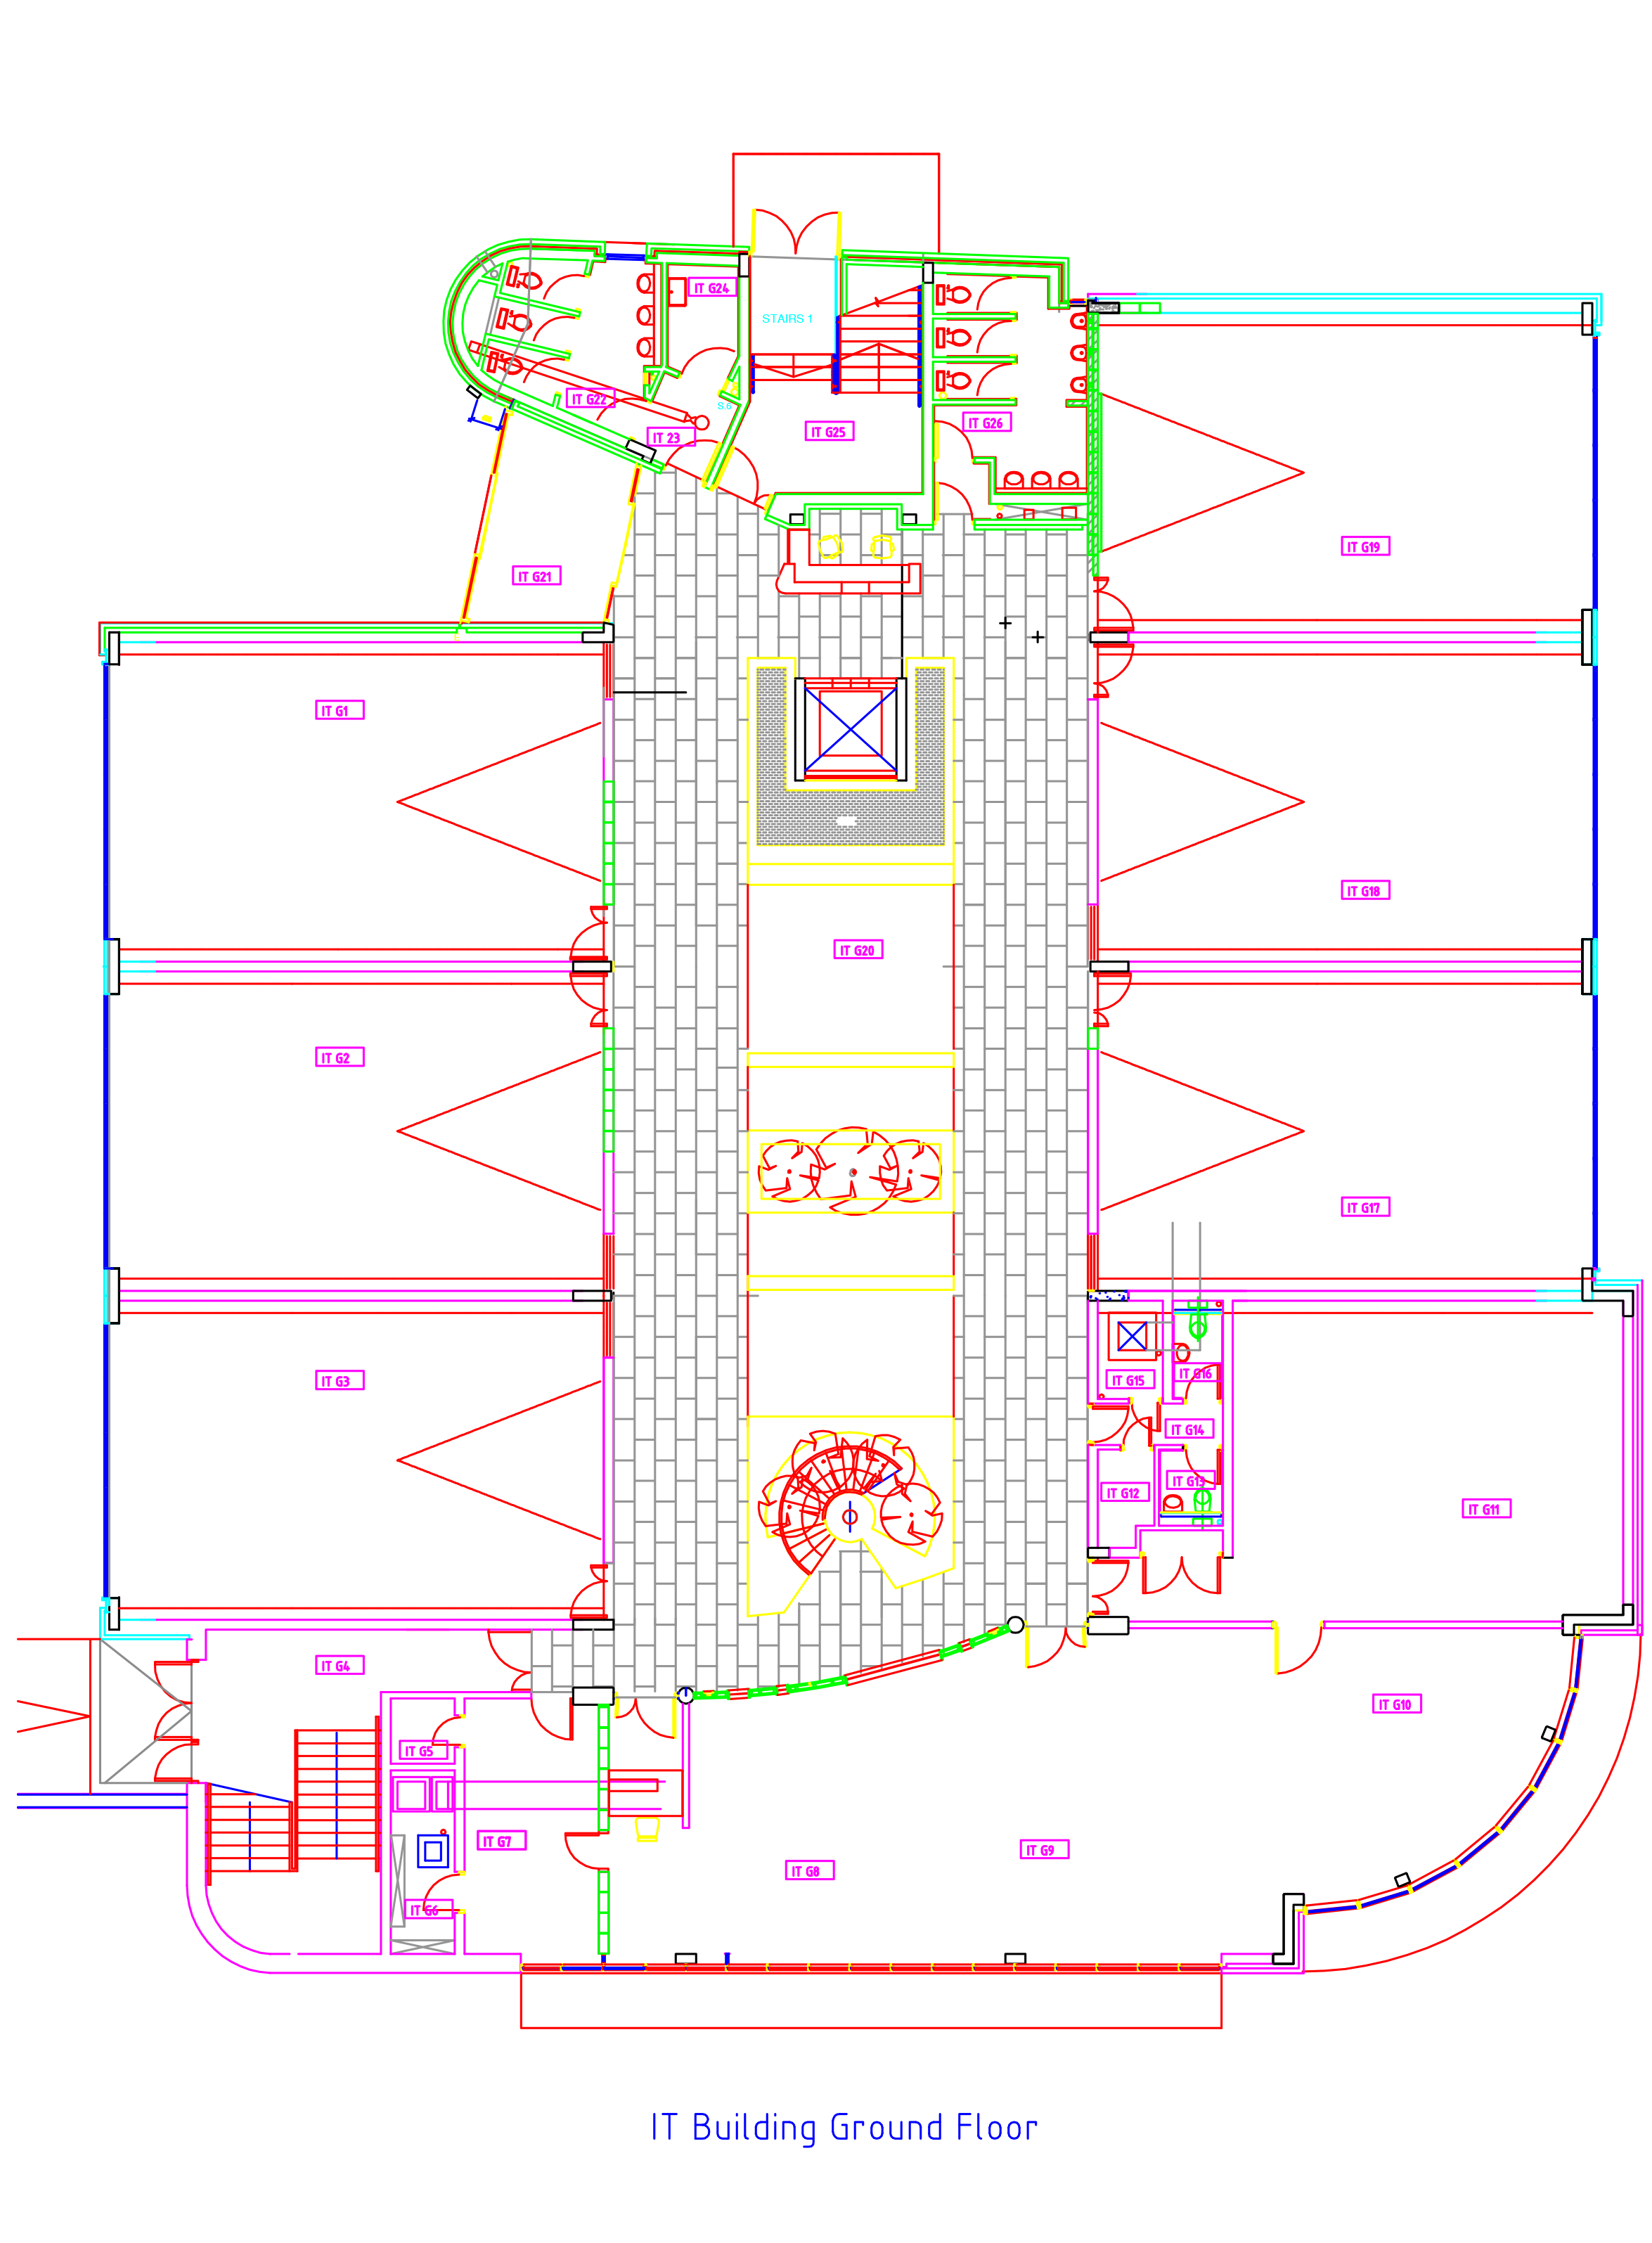 IT G24
STAIRS 1
IT G22
S.6
IT G26
IT G25
IT 23
IT G19
IT G21
IT G1
IT G18
IT G20
IT G2
IT G17
IT G3
IT G15
IT G16
IT G14
IT G13
IT G12
IT G11
IT G4
IT G10
IT G5
IT G7
IT G9
IT G8
IT G6
IT Building Ground Floor